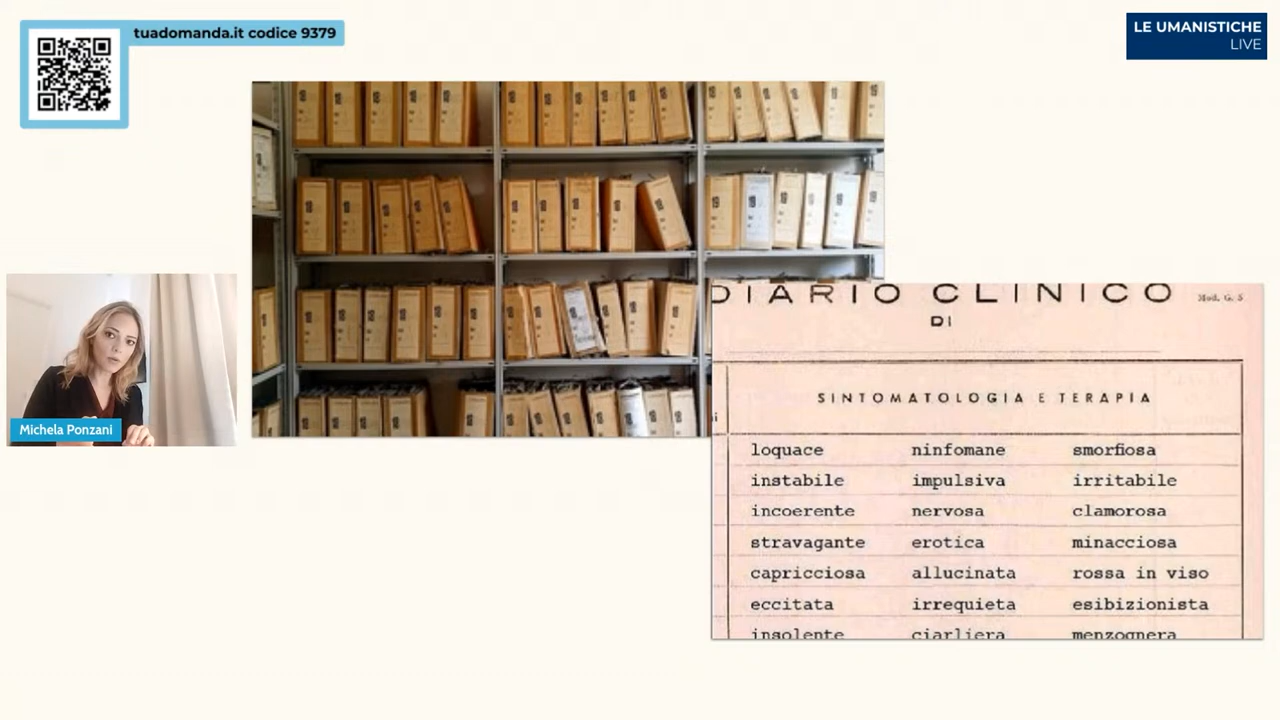 tuadomanda.it codice 9379
LE UMANISTICHE
LIVE
Michela Ponzani
DIARIO CLINICO
Mod. G. 5
DI
SINTOMATOLOGIA E TERAPIA
loquace ninfomane smorfiosa
instabile impulsiva irritabile
incoerente nervosa clamorosa
stravagante erotica minacciosa
capricciosa allucinata rossa in viso
eccitata irrequieta esibizionista
insolente ciarliera menzognera